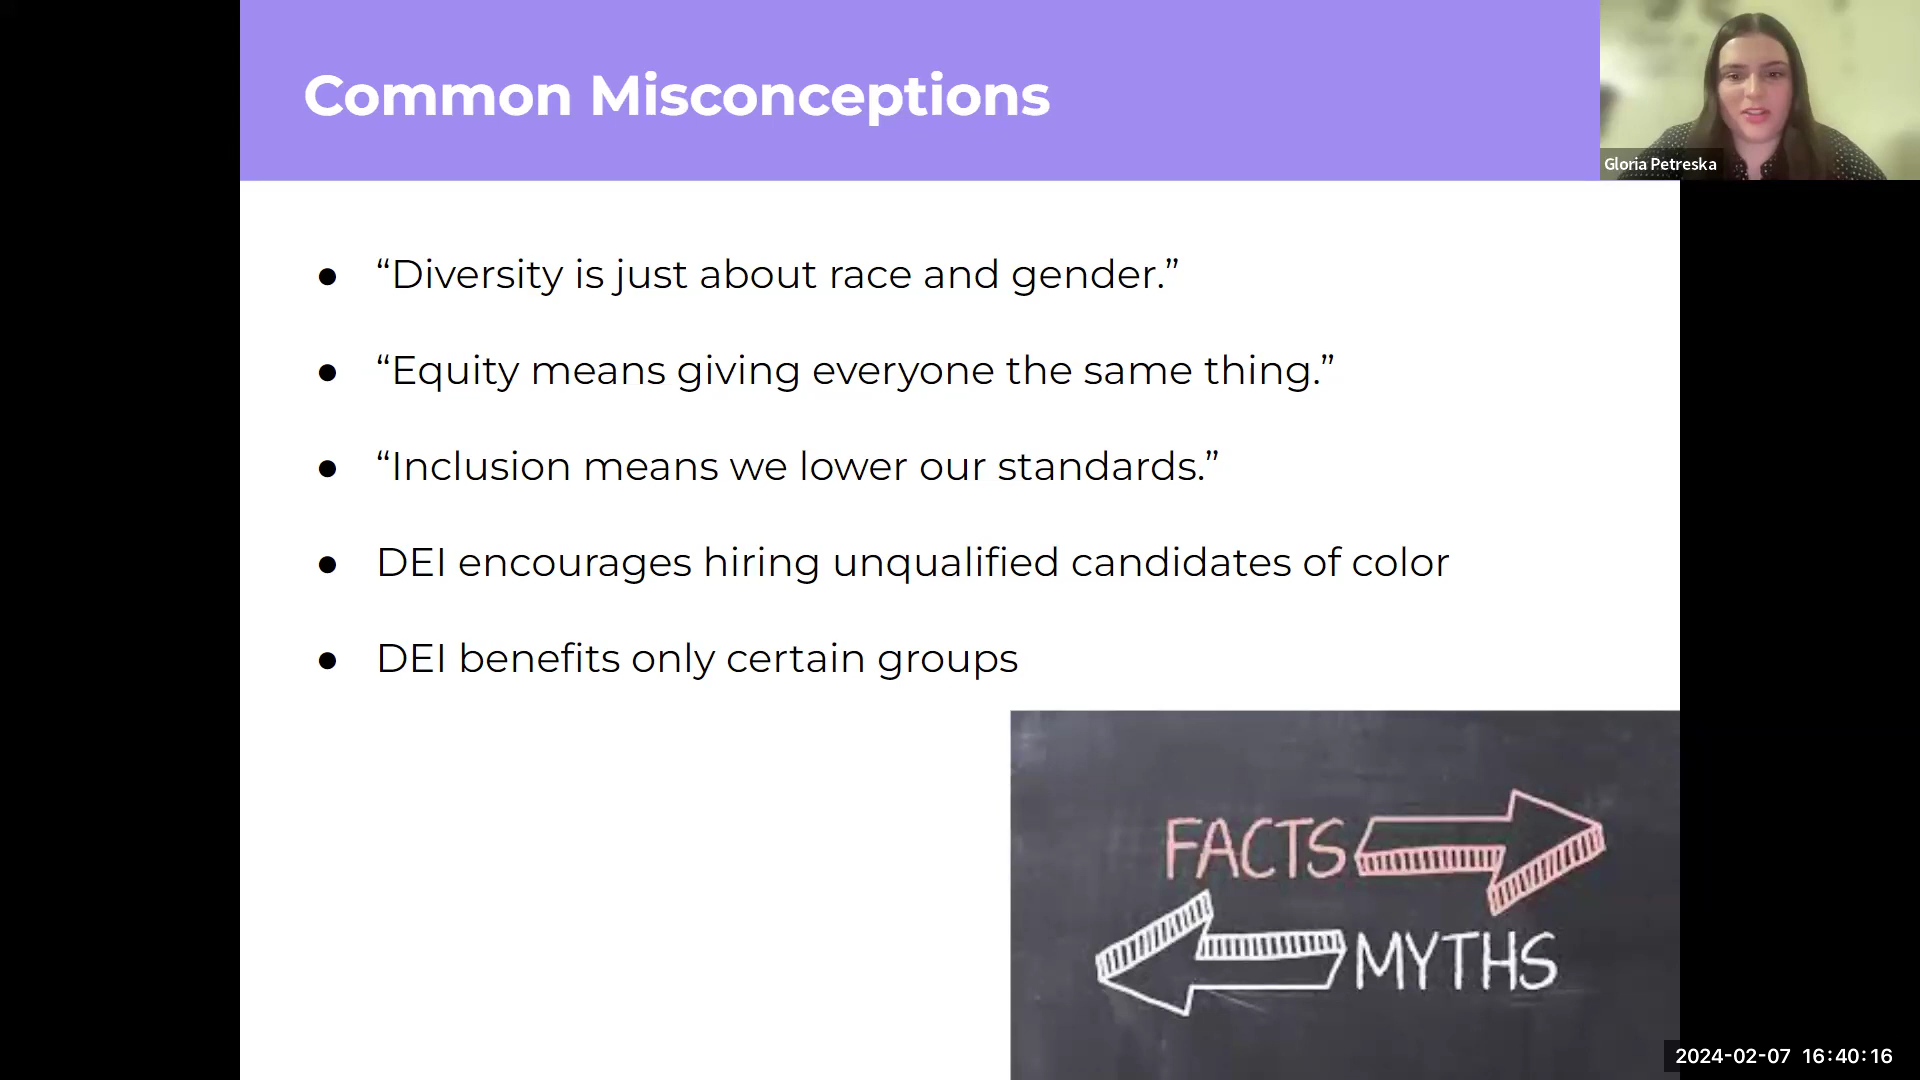 Common Misconceptions
Gloria Petreska
● “Diversity is just about race and gender.”
● “Equity means giving everyone the same thing.”
● “Inclusion means we lower our standards.”
● DEI encourages hiring unqualified candidates of color
● DEI benefits only certain groups
FACTS
MYTHS
2024-02-07 16:40:16